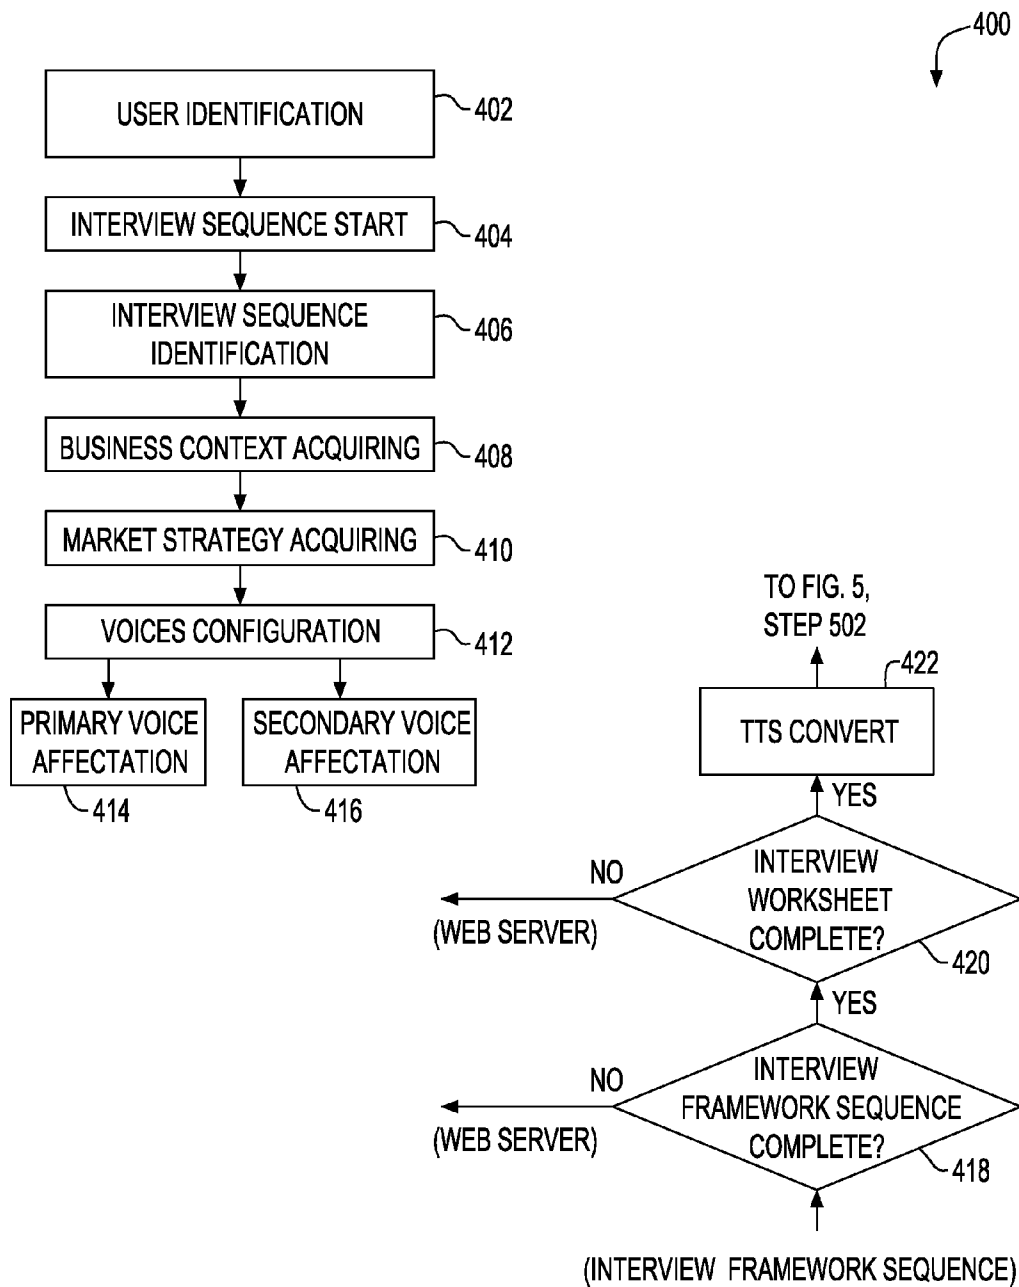 400
USER IDENTIFICATION
402
INTERVIEW SEQUENCE START
404
INTERVIEW SEQUENCE
IDENTIFICATION
406
BUSINESS CONTEXT ACQUIRING
408
MARKET STRATEGY ACQUIRING
410
VOICES CONFIGURATION
412
PRIMARY VOICE
AFFECTATION
414
SECONDARY VOICE
AFFECTATION
416
TO FIG. 5,
STEP 502
422
TTS CONVERT
YES
INTERVIEW
WORKSHEET
COMPLETE?
NO
(WEB SERVER)
420
YES
INTERVIEW
FRAMEWORK SEQUENCE
COMPLETE?
NO
(WEB SERVER)
418
(INTERVIEW FRAMEWORK SEQUENCE)